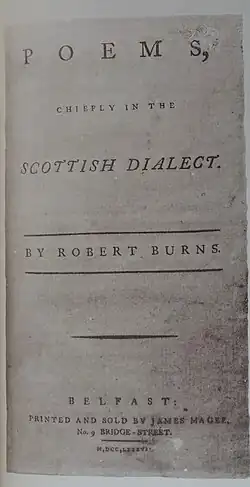 POEMS,
CHIEFLY IN THE
SCOTTISH DIALECT.
BY ROBERT BURNS.
BELFAST:
PRINTED AND SOLD BY JAMES MAGEE,
No. 9 BRIDGE-STREET.